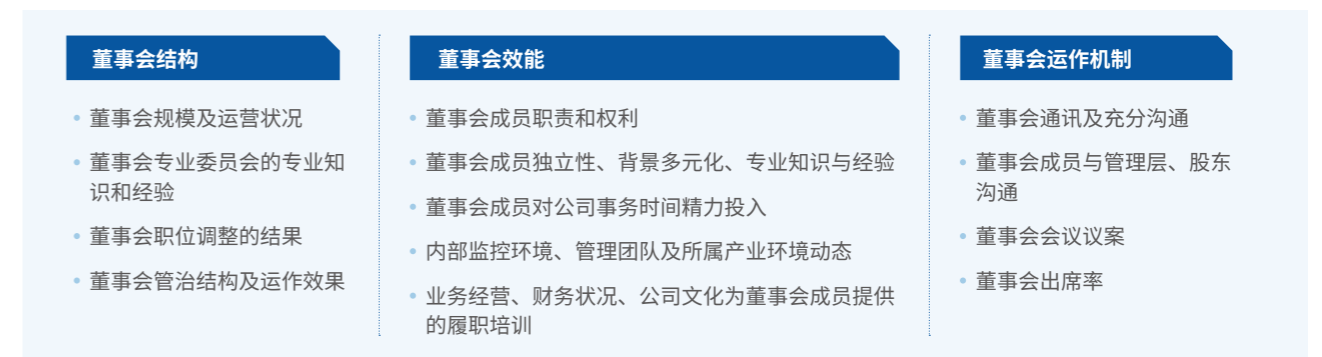 董事会结构
• 董事会规模及运营状况
• 董事会专业委员会的专业知
识和经验
• 董事会职位调整的结果
• 董事会管治结构及运作效果
董事会效能
• 董事会成员职责和权利
• 董事会成员独立性、背景多元化、专业知识与经验
• 董事会成员对公司事务时间精力投入
• 内部监控环境、管理团队及所属产业环境动态
• 业务经营、财务状况、公司文化为董事会成员提供
的履职培训
董事会运作机制
• 董事会通讯及充分沟通
• 董事会成员与管理层、股东
沟通
• 董事会会议议案
• 董事会出席率